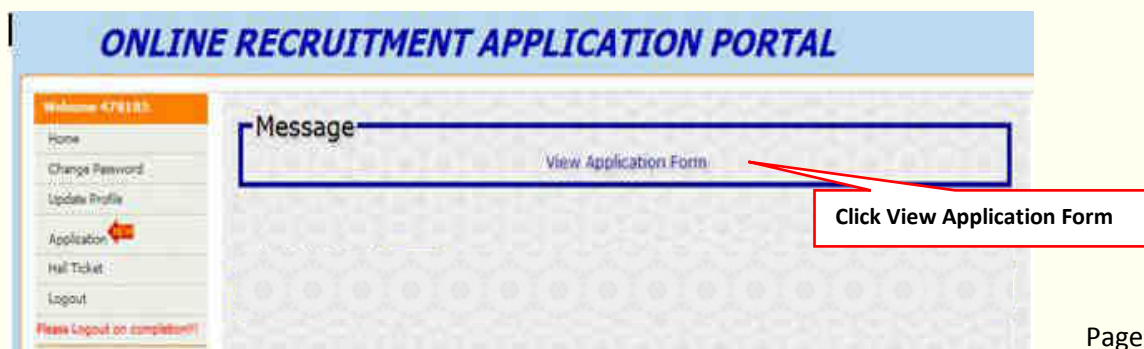 ONLINE RECRUITMENT APPLICATION PORTAL
Welcome
Home
Change Password
Update Profile
Application
Hall Ticket
Logout
Please Logout on completion!!!
Message
View Application Form
Click View Application Form
Page